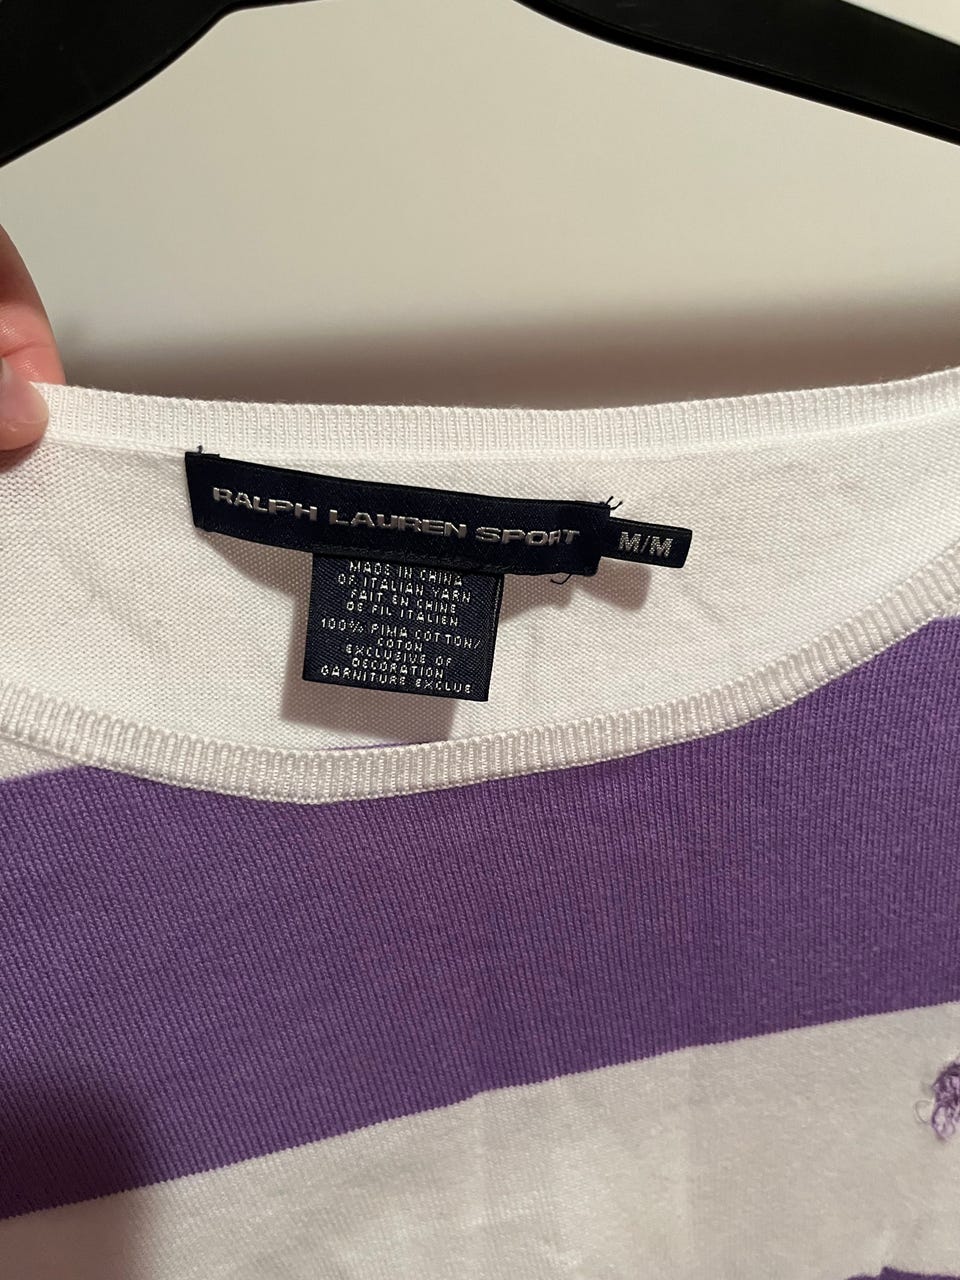 RALPH LAUREN SPORT
M/M
MADE IN CHINA
OF ITALIAN YARN
FAIT EN CHINE
DE FIL ITALIEN
100% PIMA COTTON/
COTON
EXCLUSIVE OF
DECORATION
GARNITURE EXCLUE